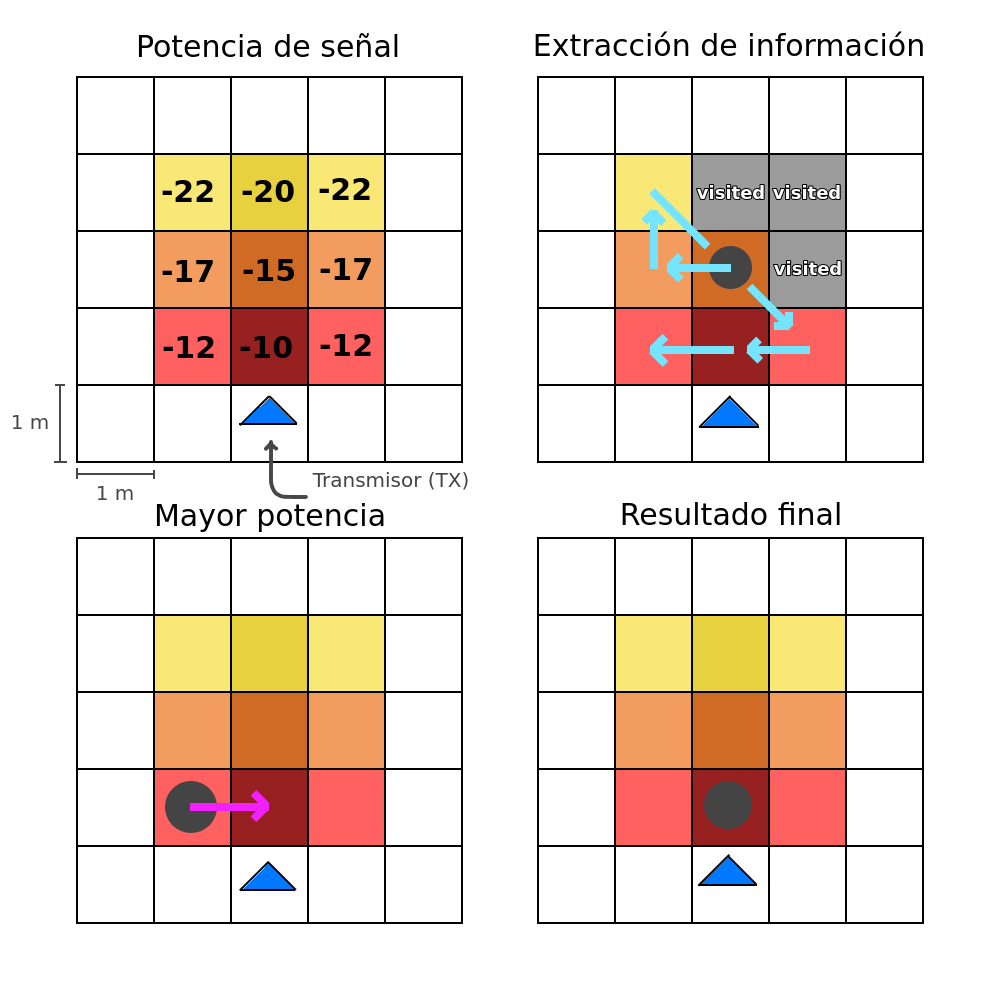 Potencia de señal
Extracción de información
-22 -20 -22
visited visited
-17 -15 -17
visited
-12 -10 -12
1 m
1 m
Transmisor (TX)
Mayor potencia
Resultado final